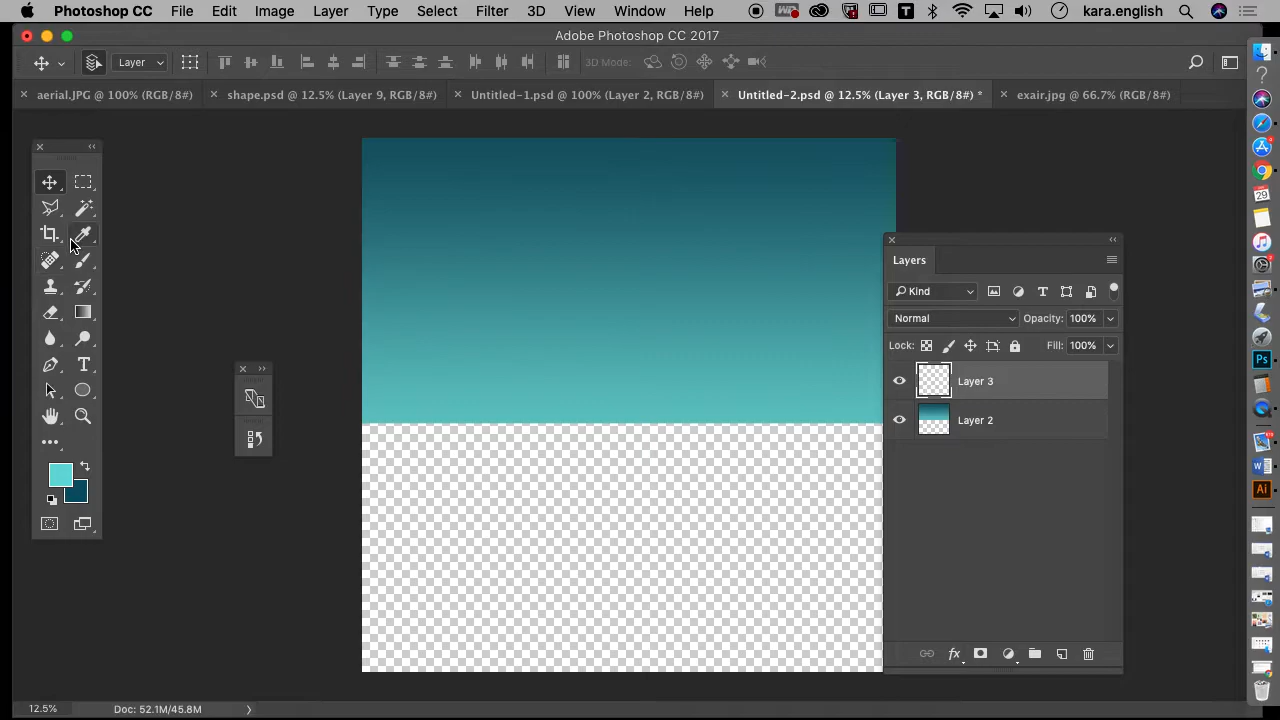 Photoshop CC File Edit Image Layer Type Select Filter 3D View Window Help kara.english
Adobe Photoshop CC 2017
Layer 3D Mode:
aerial.JPG @ 100% (RGB/8#) shape.psd @ 12.5% (Layer 9, RGB/8#) Untitled-1.psd @ 100% (Layer 2, RGB/8#) Untitled-2.psd @ 12.5% (Layer 3, RGB/8#) * exair.jpg @ 66.7% (RGB/8#)
Layers
Kind
Normal Opacity: 100%
Lock: Fill: 100%
Layer 3
Layer 2
12.5% Doc: 52.1M/45.8M
29
Ps
W
Ai